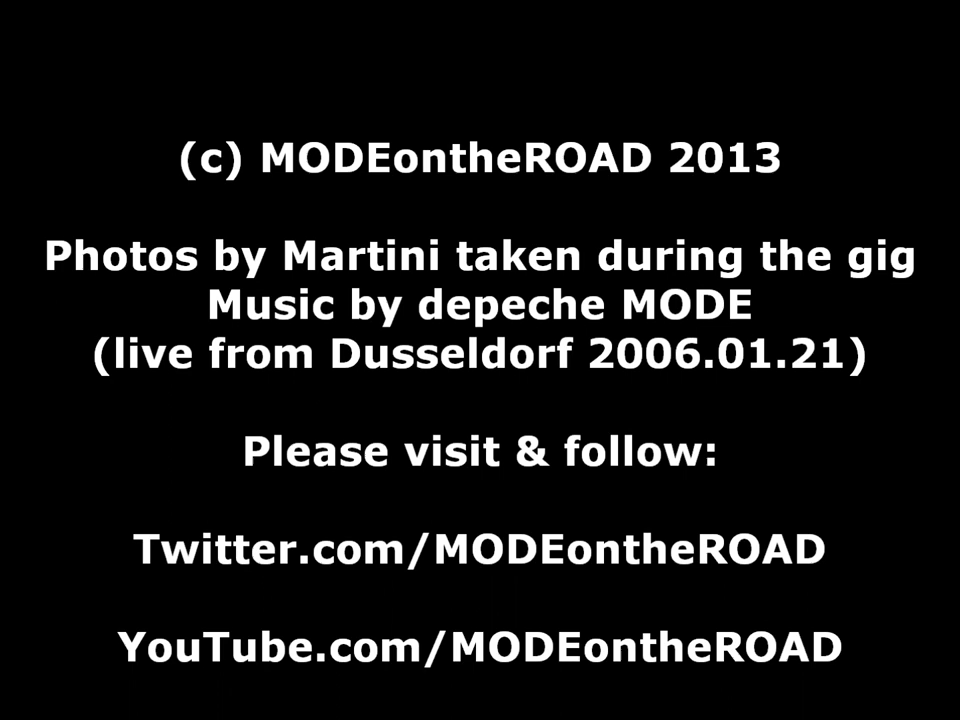 (c) MODEontheROAD 2013
Photos by Martini taken during the gig
Music by depeche MODE
(live from Dusseldorf 2006.01.21)
Please visit & follow:
Twitter.com/MODEontheROAD
YouTube.com/MODEontheROAD